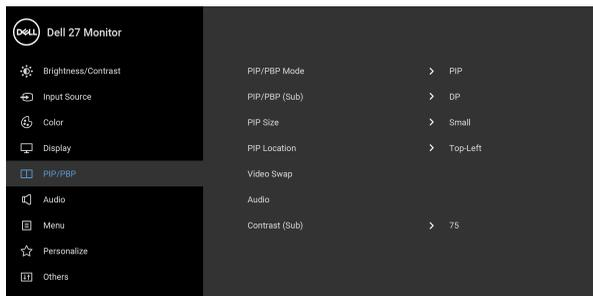 DELL Dell 27 Monitor
Brightness/Contrast PIP/PBP Mode PIP
Input Source PIP/PBP (Sub) DP
Color PIP Size Small
Display PIP Location Top-Left
PIP/PBP Video Swap
Audio Audio
Menu Contrast (Sub) 75
Personalize
Others